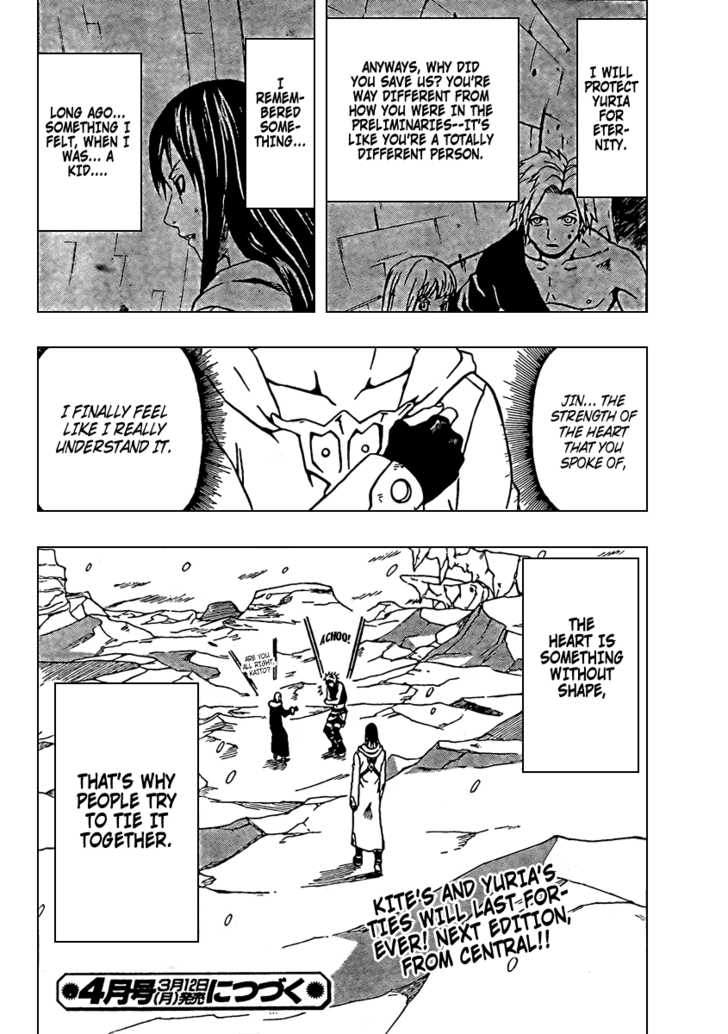 I WILL
PROTECT
YURIA
FOR
ETER-
NITY.
ANYWAYS, WHY DID
YOU SAVE US? YOU'RE
WAY DIFFERENT FROM
HOW YOU WERE IN THE
PRELIMINARIES--IT'S
LIKE YOU'RE A TOTALLY
DIFFERENT PERSON.
I
REMEM-
BERED
SOME-
THING...
LONG AGO...
SOMETHING I
FELT, WHEN I
WAS... A
KID....
JIN... THE
STRENGTH OF
THE HEART
THAT YOU
SPOKE OF,
I FINALLY FEEL
LIKE I REALLY
UNDERSTAND IT.
THE
HEART IS
SOMETHING
WITHOUT
SHAPE,
ACHOO!
ARE YOU
ALL RIGHT,
KAITO?
THAT'S WHY
PEOPLE TRY
TO TIE IT
TOGETHER.
KITE'S AND YURIA'S
TIES WILL LAST FOR-
EVER! NEXT EDITION,
FROM CENTRAL!!
4月号3月12日(月)発売につづく